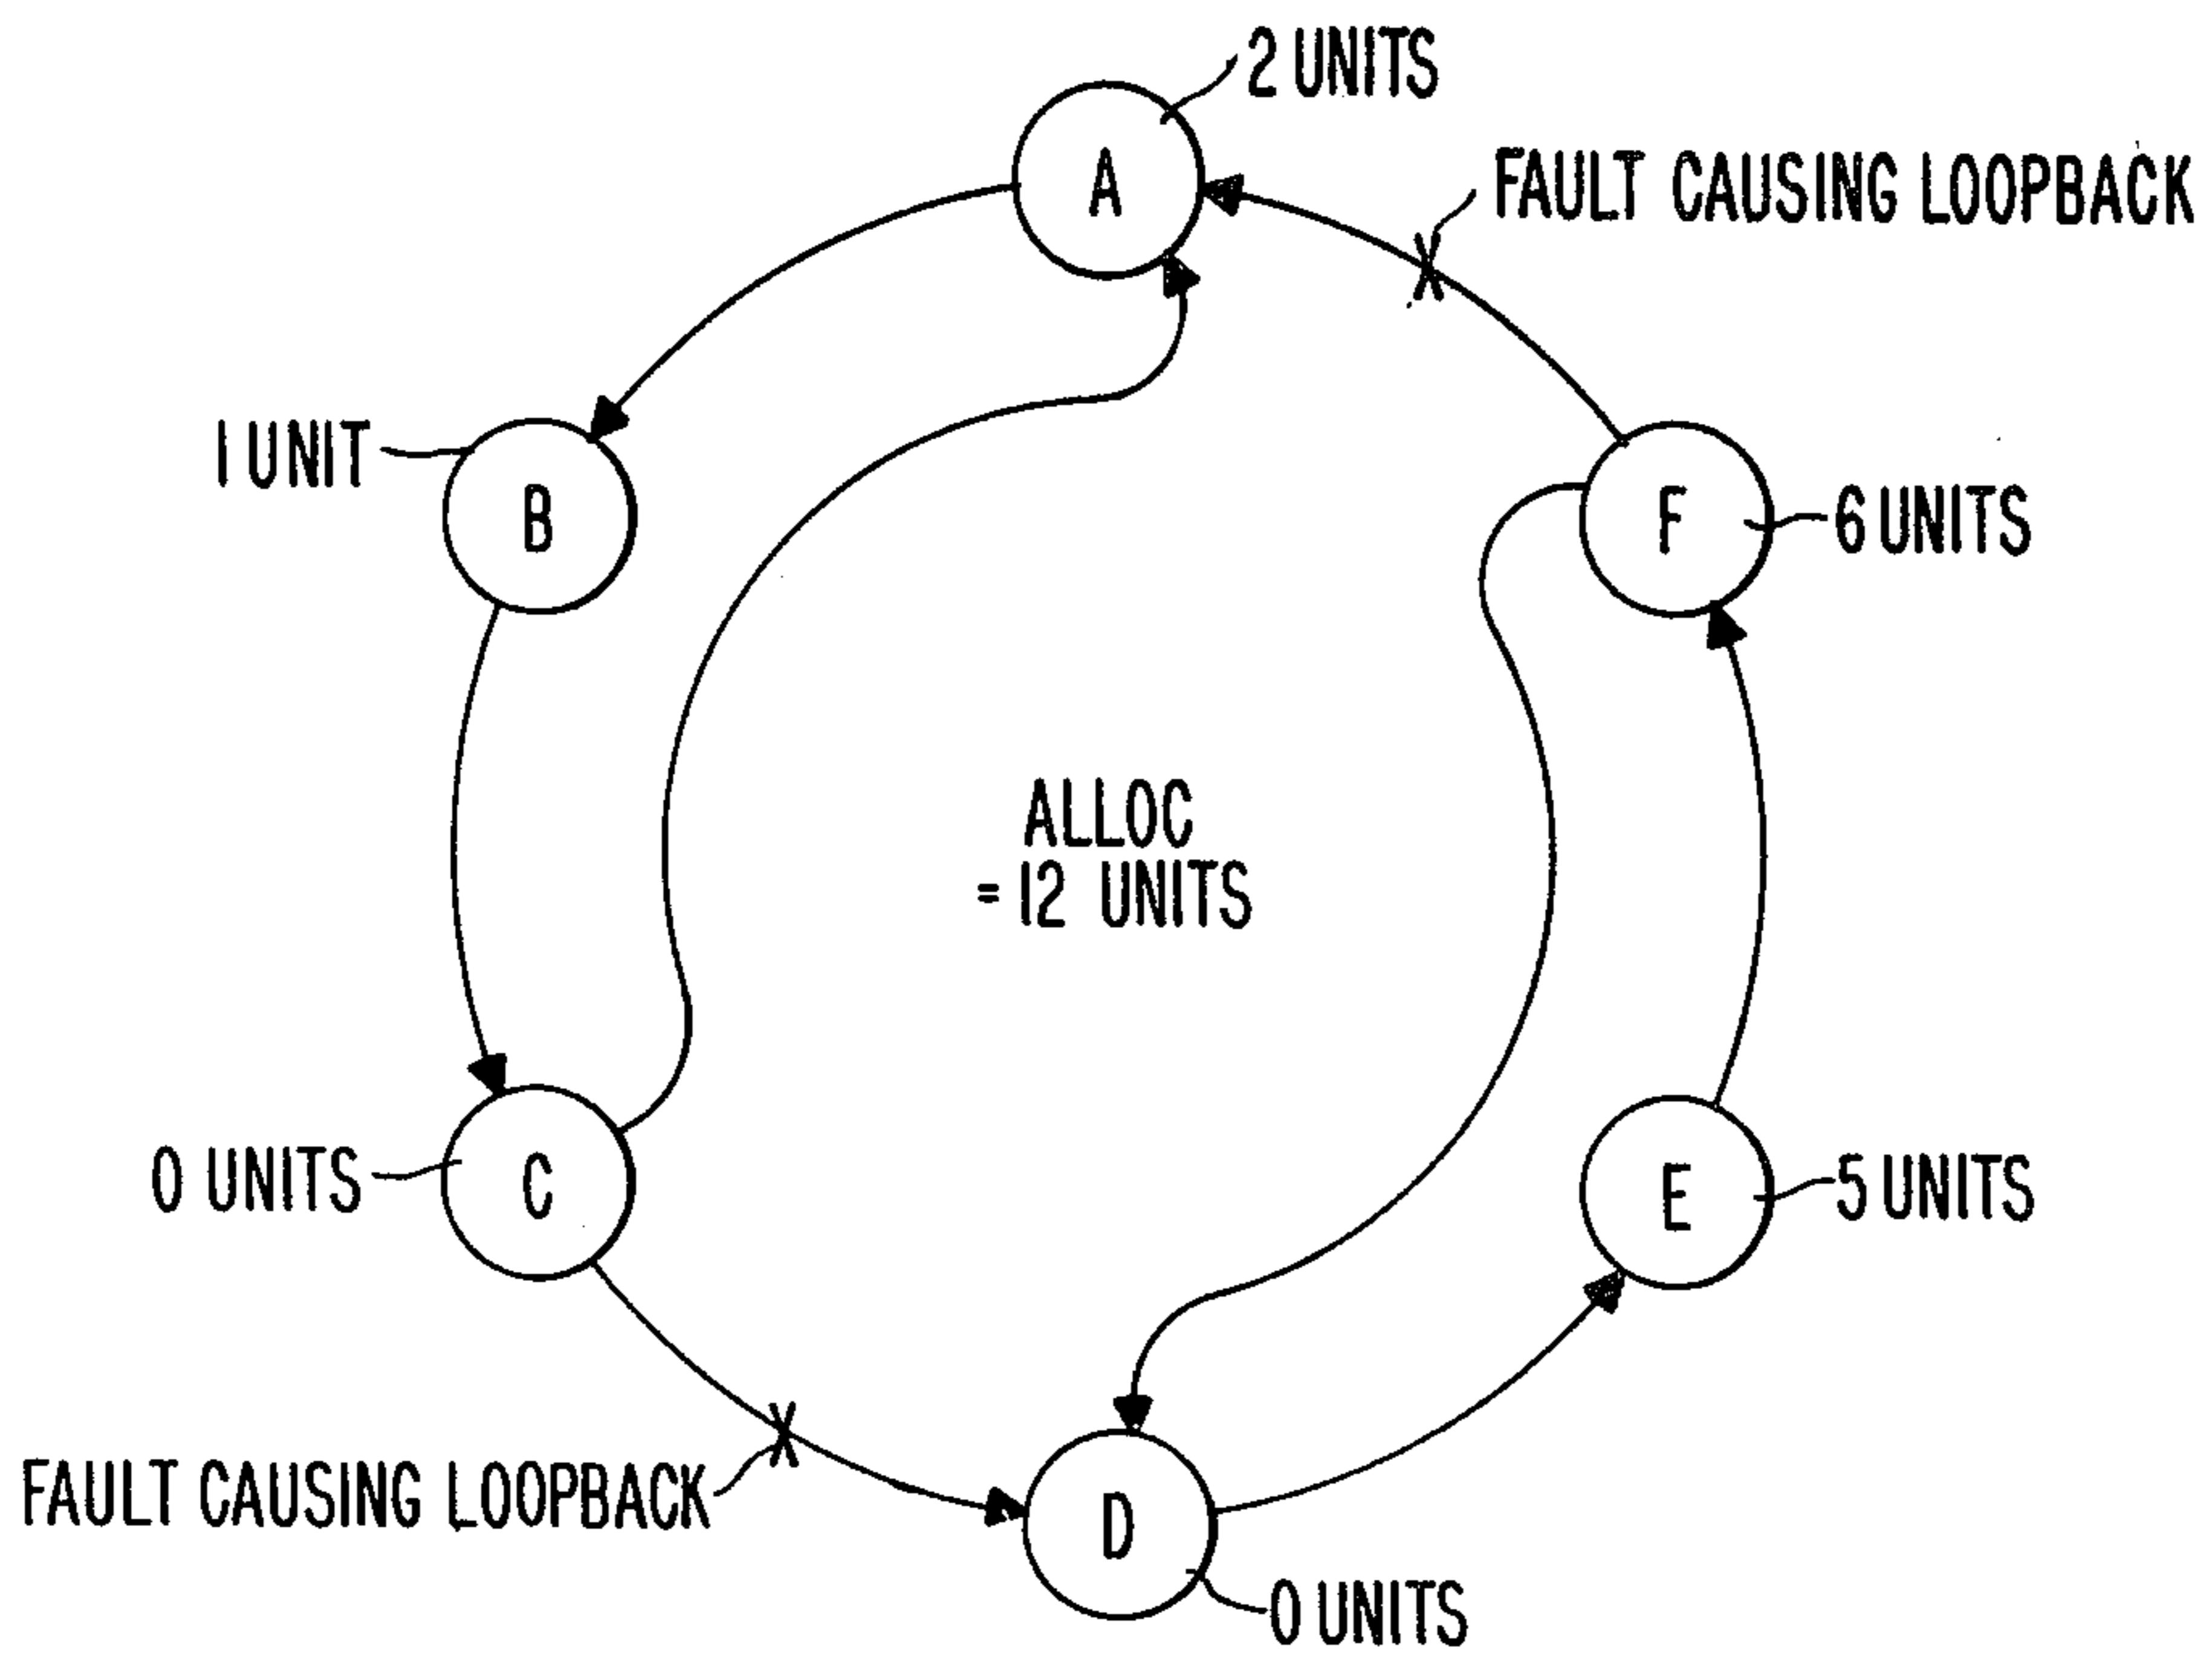 2 UNITS
A
FAULT CAUSING LOOPBACK
1 UNIT
B
F
6 UNITS
ALLOC
= 12 UNITS
0 UNITS
C
E
5 UNITS
FAULT CAUSING LOOPBACK
D
0 UNITS